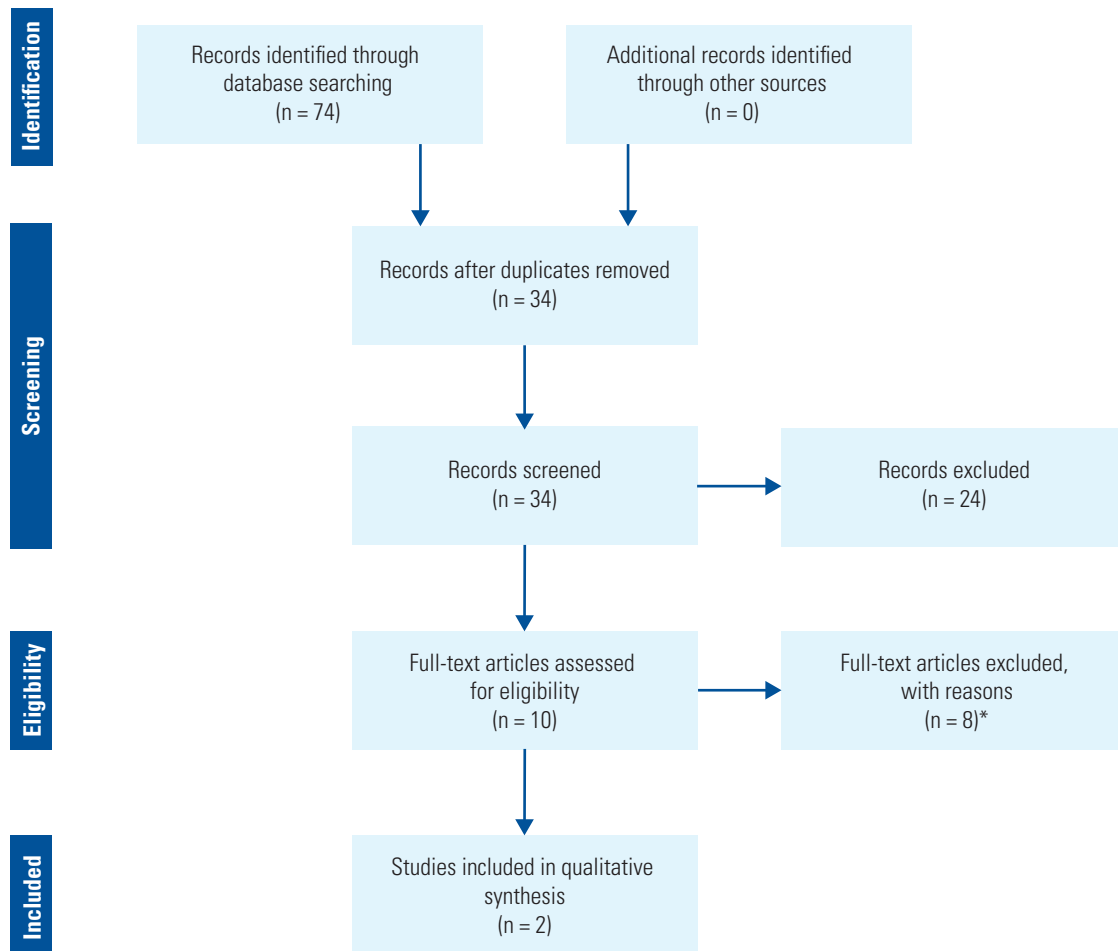 Identification
Records identified through
database searching
(n = 74)
Additional records identified
through other sources
(n = 0)
Screening
Records after duplicates removed
(n = 34)
Records screened
(n = 34)
Records excluded
(n = 24)
Eligibility
Full-text articles assessed
for eligibility
(n = 10)
Full-text articles excluded,
with reasons
(n = 8)*
Included
Studies included in qualitative
synthesis
(n = 2)